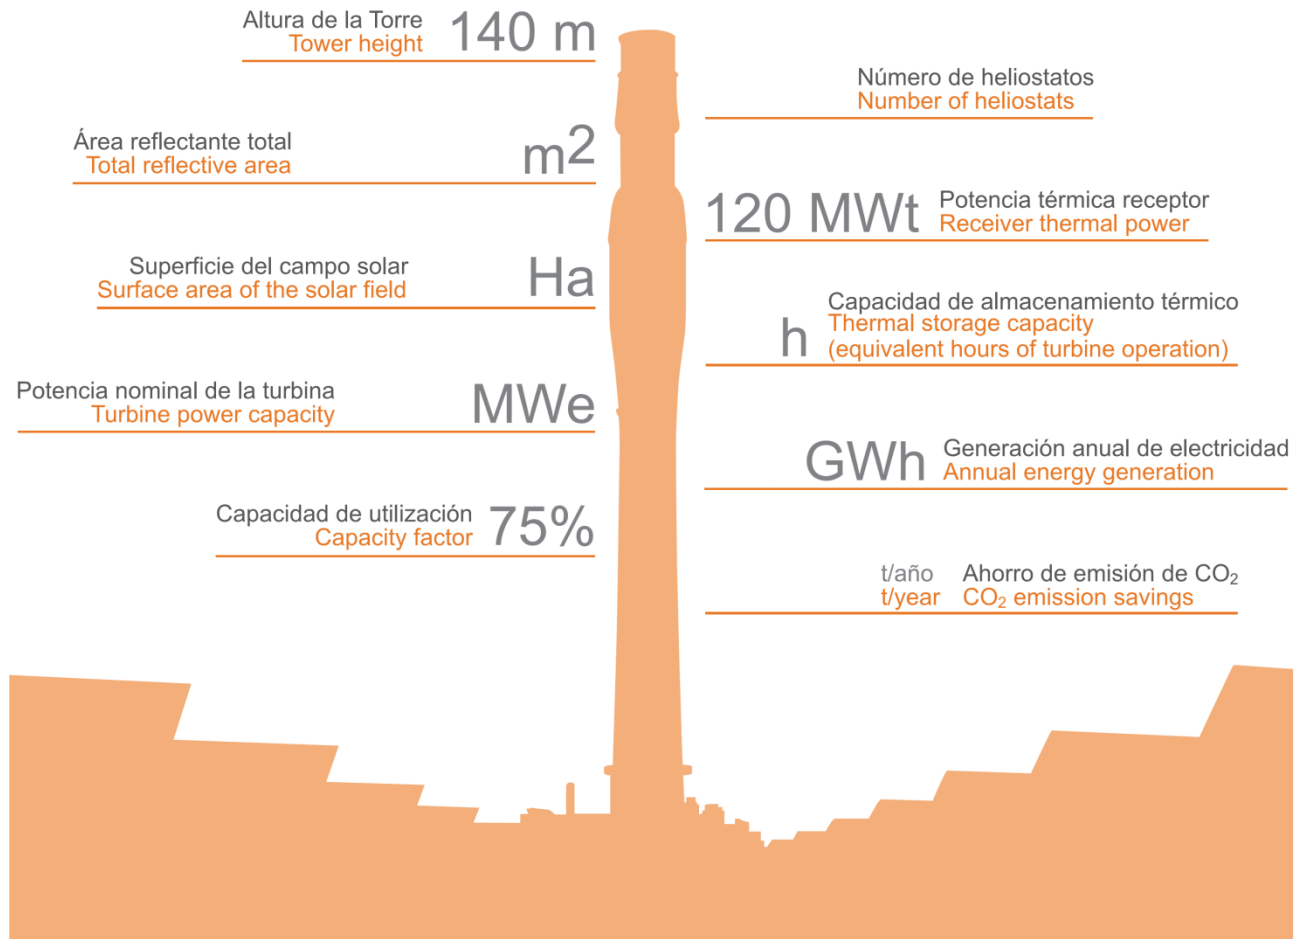 Altura de la Torre
Tower height
140 m
Número de heliostatos
Number of heliostats
Área reflectante total
Total reflective area
m²
120 MWt
Potencia térmica receptor
Receiver thermal power
Superficie del campo solar
Surface area of the solar field
Ha
h
Capacidad de almacenamiento térmico
Thermal storage capacity
(equivalent hours of turbine operation)
Potencia nominal de la turbina
Turbine power capacity
MWe
GWh
Generación anual de electricidad
Annual energy generation
Capacidad de utilización
Capacity factor
75%
t/año
t/year
Ahorro de emisión de CO₂
CO₂ emission savings